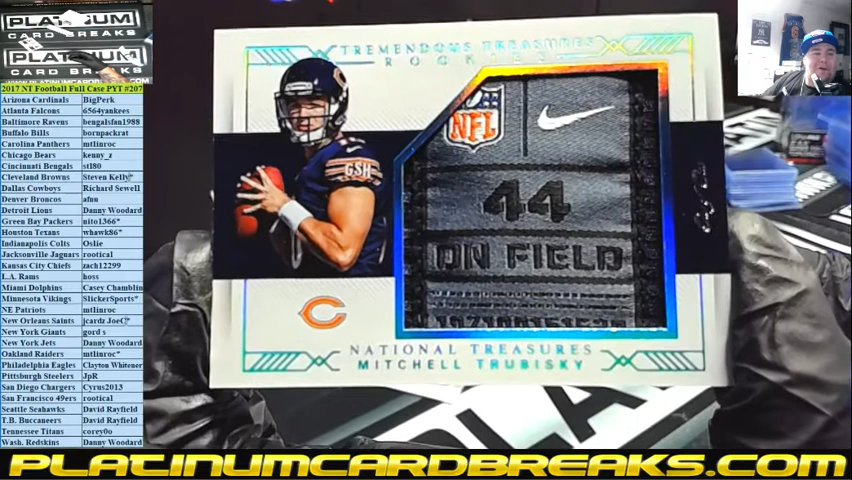 PLATINUM
CARD BREAKS
PLATINUM
CARD BREAKS
WWW.PLATINUMCARDBREAKS.COM
2017 NT Football Full Case PYT #207
Arizona Cardinals BigPerk
Atlanta Falcons 6564yankees
Baltimore Ravens bengalsfan1988
Buffalo Bills bornpackrat
Carolina Panthers mtlinroc
Chicago Bears kenny_z
Cincinnati Bengals stl80
Cleveland Browns Steven Kelly*
Dallas Cowboys Richard Sewell
Denver Broncos afnu
Detroit Lions Danny Woodard
Green Bay Packers nito1366*
Houston Texans whawk86*
Indianapolis Colts Oslie
Jacksonville Jaguars rootical
Kansas City Chiefs zach12299
L.A. Rams hoss
Miami Dolphins Casey Chamblin
Minnesota Vikings SlickerSports*
NE Patriots mtlinroc
New Orleans Saints jcardz JoeC*
New York Giants gord s
New York Jets Danny Woodard
Oakland Raiders mtlinroc*
Philadelphia Eagles Clayton Whitener
Pittsburgh Steelers JpR
San Diego Chargers Cyrus2013
San Francisco 49ers rootical
Seattle Seahawks David Rayfield
T.B. Buccaneers David Rayfield
Tennessee Titans corey0o
Wash. Redskins Danny Woodard
TREMENDOUS TREASURES
ROOKIES
GSH
NFL
44
ON FIELD
NATIONAL TREASURES
MITCHELL TRUBISKY
PLATINUMCARDBREAKS.COM